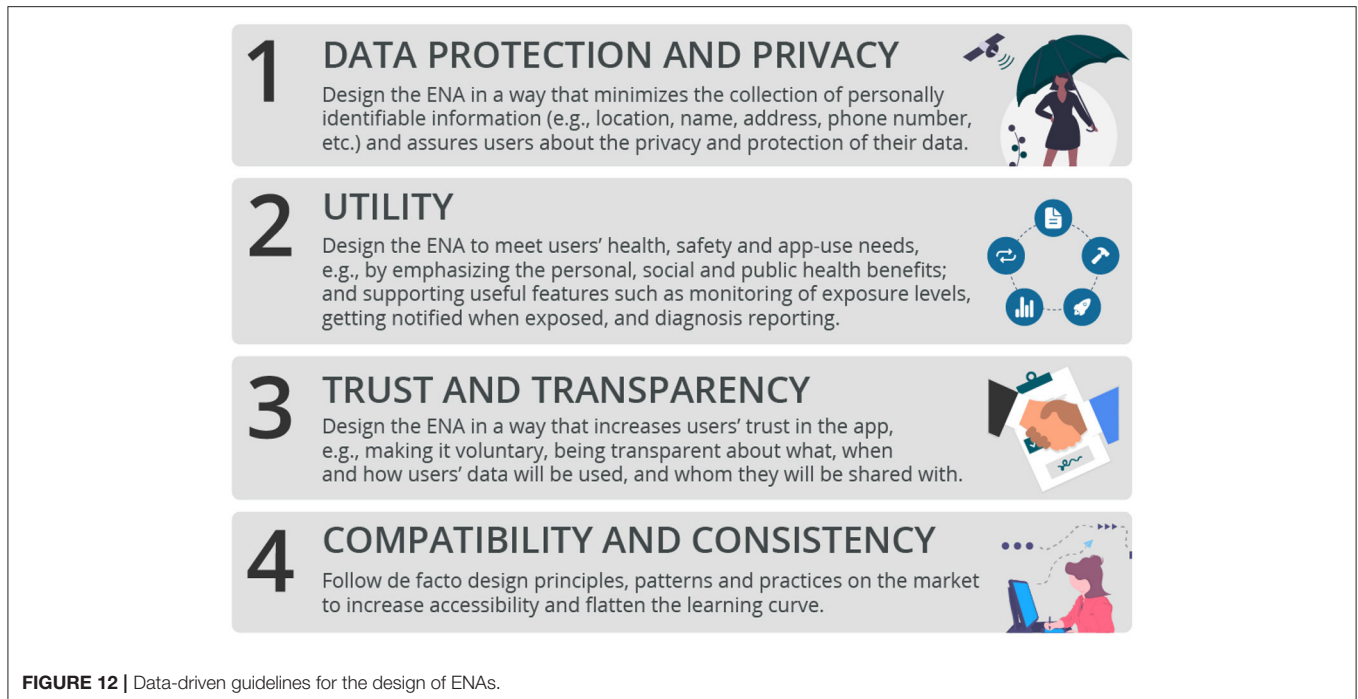 1
DATA PROTECTION AND PRIVACY
Design the ENA in a way that minimizes the collection of personally
identifiable information (e.g., location, name, address, phone number,
etc.) and assures users about the privacy and protection of their data.
2
UTILITY
Design the ENA to meet users’ health, safety and app-use needs,
e.g., by emphasizing the personal, social and public health benefits;
and supporting useful features such as monitoring of exposure levels,
getting notified when exposed, and diagnosis reporting.
3
TRUST AND TRANSPARENCY
Design the ENA in a way that increases users’ trust in the app,
e.g., making it voluntary, being transparent about what, when
and how users’ data will be used, and whom they will be shared with.
4
COMPATIBILITY AND CONSISTENCY
Follow de facto design principles, patterns and practices on the market
to increase accessibility and flatten the learning curve.
FIGURE 12 | Data-driven guidelines for the design of ENAs.